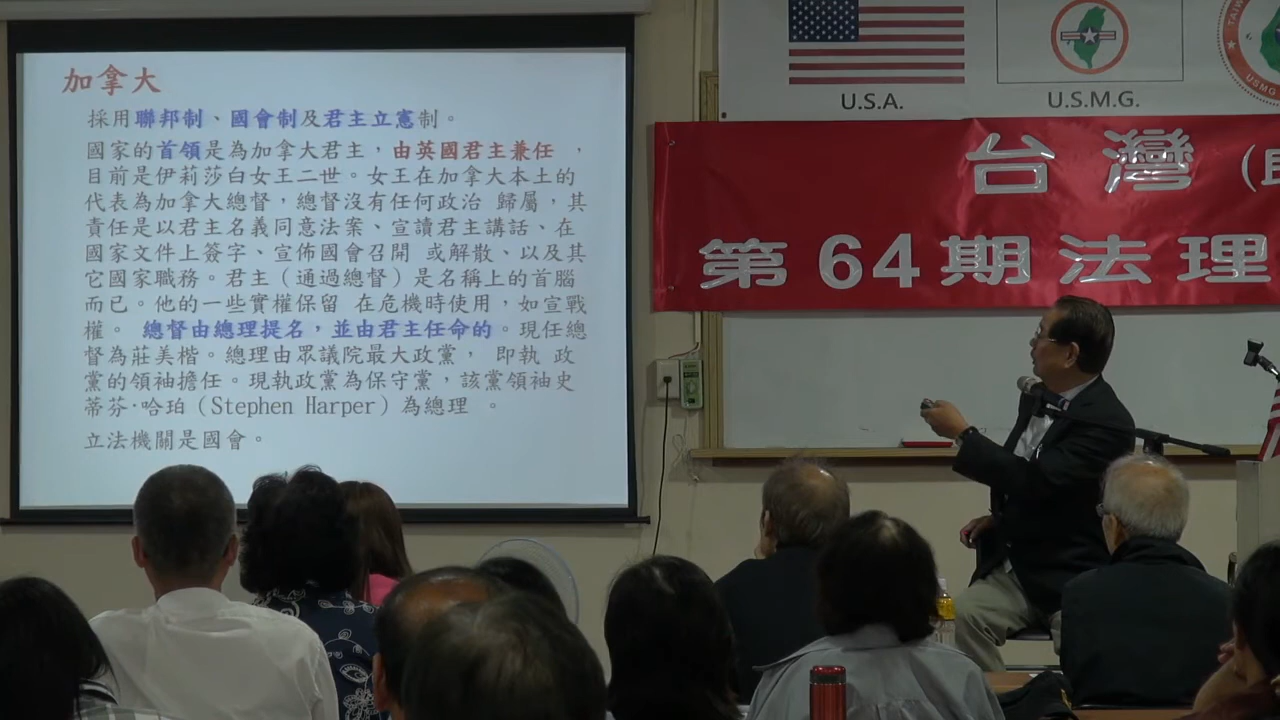 加拿大
採用聯邦制、國會制及君主立憲制。
國家的首領是為加拿大君主，由英國君主兼任，
目前是伊莉莎白女王二世。女王在加拿大本土的
代表為加拿大總督，總督沒有任何政治 歸屬，其
責任是以君主名義同意法案、宣讀君主講話、在
國家文件上簽字、宣佈國會召開 或解散、以及其
它國家職務。君主（通過總督）是名稱上的首腦
而已。他的一些實權保留 在危機時使用，如宣戰
權。 總督由總理提名，並由君主任命的。現任總
督為莊美楷。總理由眾議院最大政黨， 即執 政
黨的領袖擔任。現執政黨為保守黨，該黨領袖史
蒂芬·哈珀（Stephen Harper）為總理 。
立法機關是國會。
U.S.A.
U.S.M.G.
台灣（
第64期法理